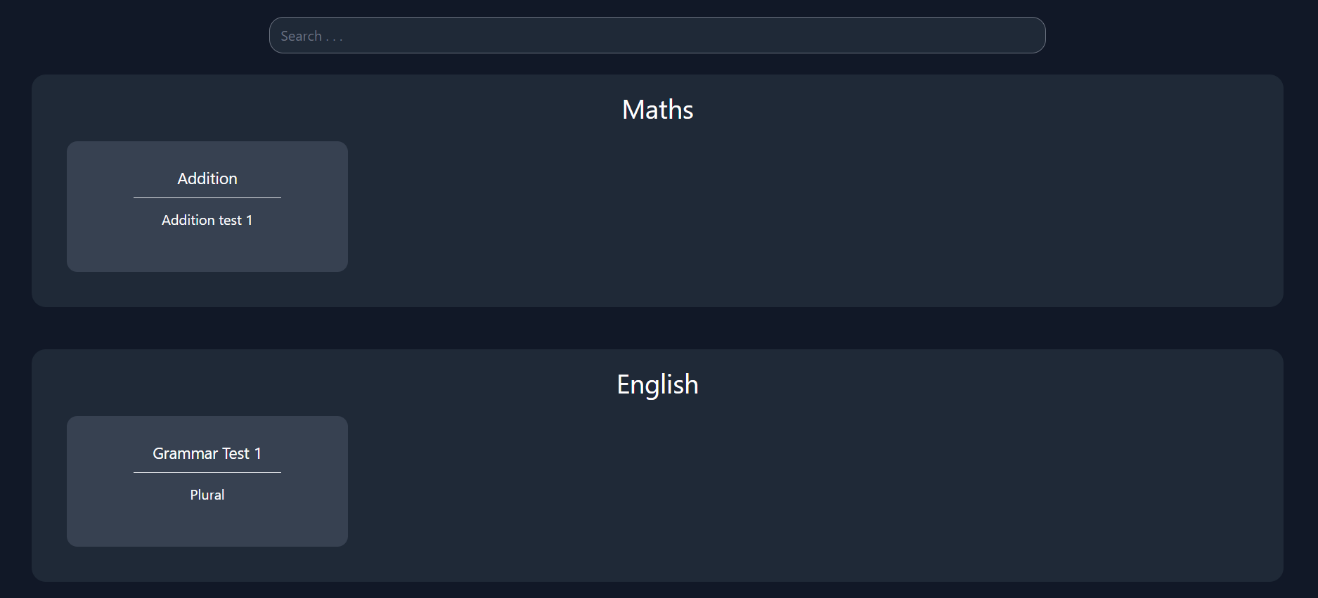 Search . . .
Maths
Addition
Addition test 1
English
Grammar Test 1
Plural